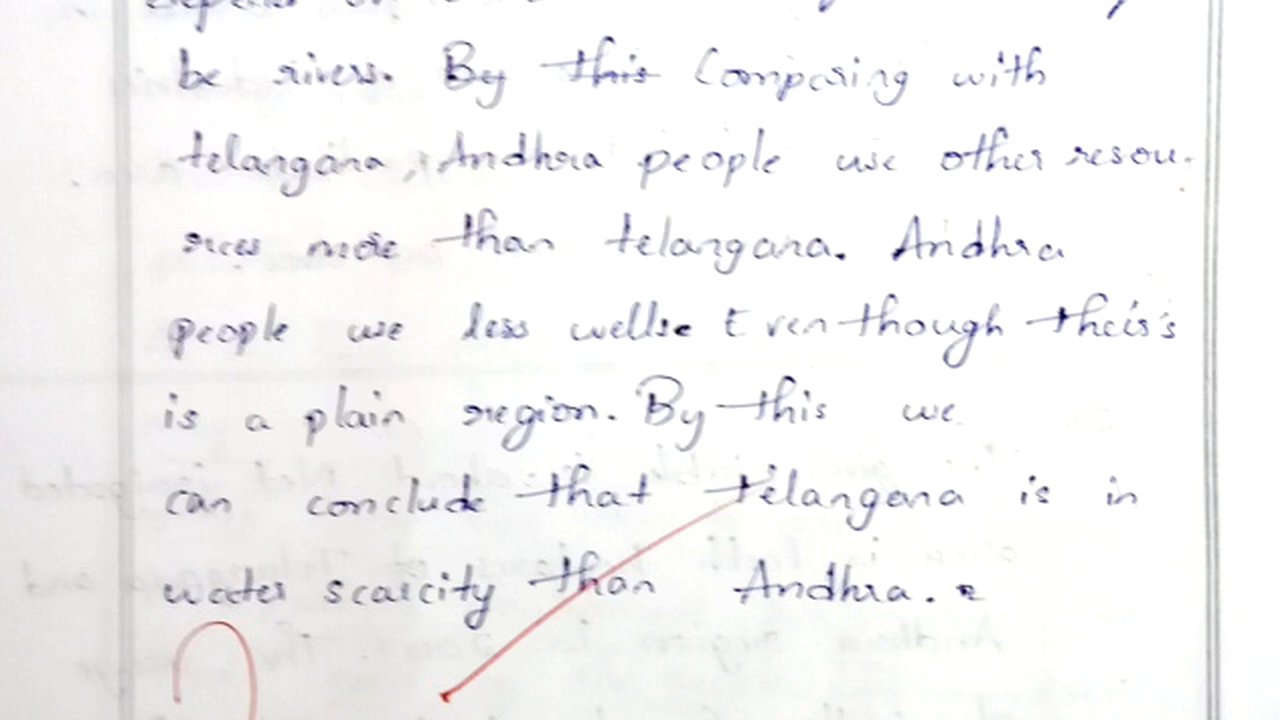 be rivers. By this Comparing with
telangana, Andhra people use other resou-
rces more than telangana. Andhra
people use less wells. Even though theis's
is a plain region. By this we
can conclude that telangana is in
water scarcity than Andhra.